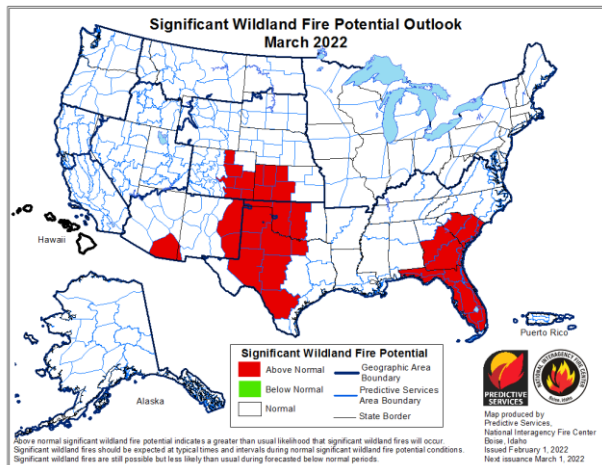 Significant Wildland Fire Potential Outlook
March 2022
Hawaii
Alaska
Puerto Rico
Significant Wildland Fire Potential
Above Normal
Below Normal
Normal
Geographic Area
Boundary
Predictive Services
Area Boundary
State Border
PREDICTIVE
SERVICES
NATIONAL INTERAGENCY FIRE CENTER
Boise, Idaho
Map produced by
Predictive Services,
National Interagency Fire Center
Boise, Idaho
Issued February 1, 2022
Next issuance March 1, 2022
Above normal significant wildland fire potential indicates a greater than usual likelihood that significant wildland fires will occur.
Significant wildland fires should be expected at typical times and intervals during normal significant wildland fire potential conditions.
Significant wildland fires are still possible but less likely than usual during forecasted below normal periods.